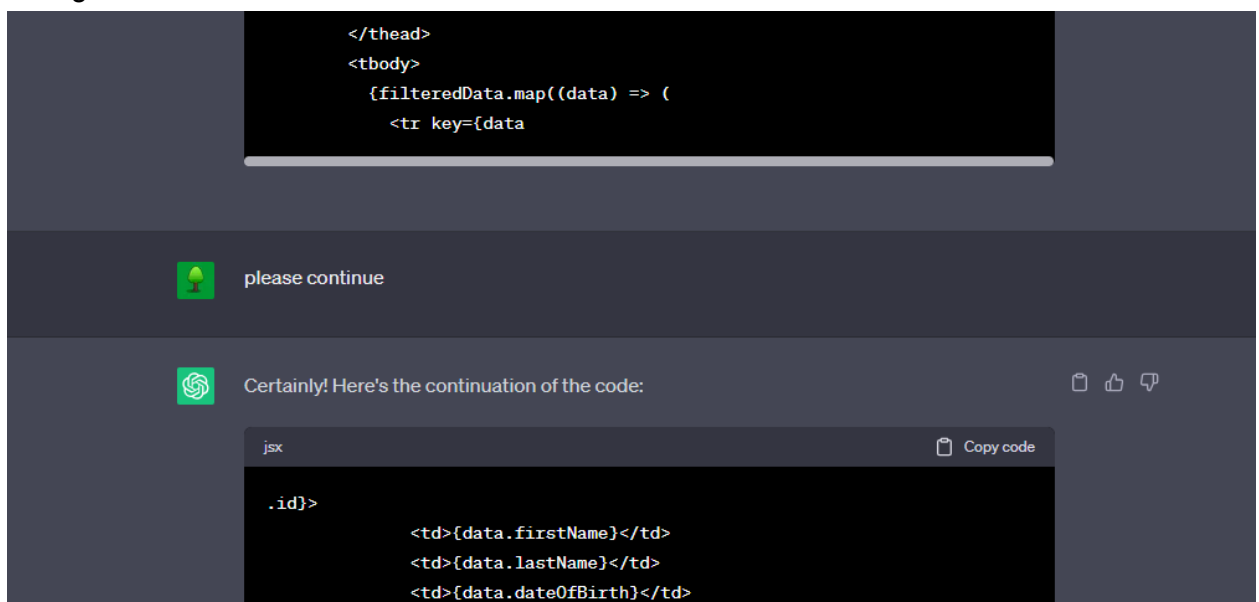 </thead>
<tbody>
{filteredData.map((data) => (
<tr key={data
please continue
Certainly! Here's the continuation of the code:
jsx
Copy code
.id}>
<td>{data.firstName}</td>
<td>{data.lastName}</td>
<td>{data.dateOfBirth}</td>